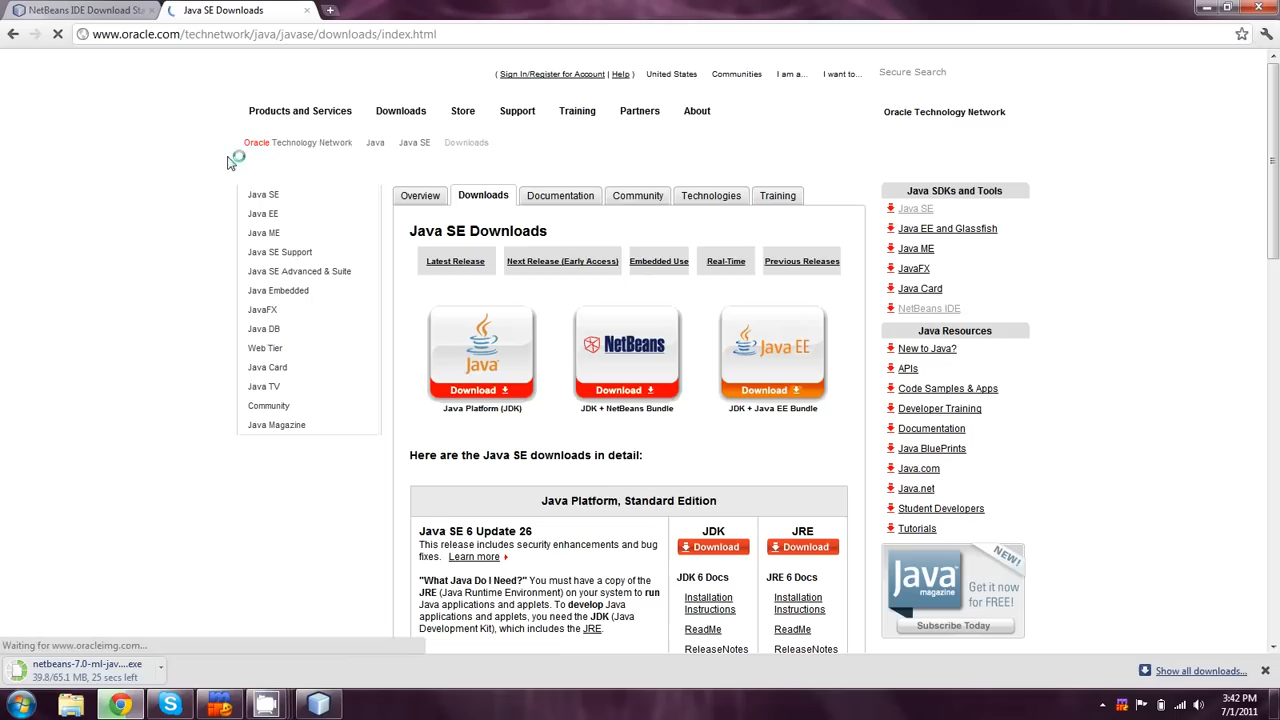 NetBeans IDE Download Sta
Java SE Downloads
www.oracle.com/technetwork/java/javase/downloads/index.html
( Sign In/Register for Account | Help )
United States
Communities
I am a...
I want to...
Secure Search
Products and Services
Downloads
Store
Support
Training
Partners
About
Oracle Technology Network
Oracle Technology Network
Java
Java SE
Downloads
Java SE
Java EE
Java ME
Java SE Support
Java SE Advanced & Suite
Java Embedded
JavaFX
Java DB
Web Tier
Java Card
Java TV
Community
Java Magazine
Overview
Downloads
Documentation
Community
Technologies
Training
Java SE Downloads
Latest Release
Next Release (Early Access)
Embedded Use
Real-Time
Previous Releases
Java
Download
Java Platform (JDK)
NetBeans
Download
JDK + NetBeans Bundle
Java EE
Download
JDK + Java EE Bundle
Here are the Java SE downloads in detail:
Java Platform, Standard Edition
Java SE 6 Update 26
This release includes security enhancements and bug
fixes. Learn more
"What Java Do I Need?" You must have a copy of the
JRE (Java Runtime Environment) on your system to run
Java applications and applets. To develop Java
applications and applets, you need the JDK (Java
Development Kit), which includes the JRE.
JDK
Download
JDK 6 Docs
Installation
Instructions
ReadMe
ReleaseNotes
JRE
Download
JRE 6 Docs
Installation
Instructions
ReadMe
ReleaseNotes
Java SDKs and Tools
Java SE
Java EE and Glassfish
Java ME
JavaFX
Java Card
NetBeans IDE
Java Resources
New to Java?
APIs
Code Samples & Apps
Developer Training
Documentation
Java BluePrints
Java.com
Java.net
Student Developers
Tutorials
NEW!
Java
magazine
Get it now
for FREE!
Subscribe Today
Waiting for www.oracleimg.com...
netbeans-7.0-ml-jav....exe
39.8/65.1 MB, 25 secs left
Show all downloads...
3:42 PM
7/1/2011